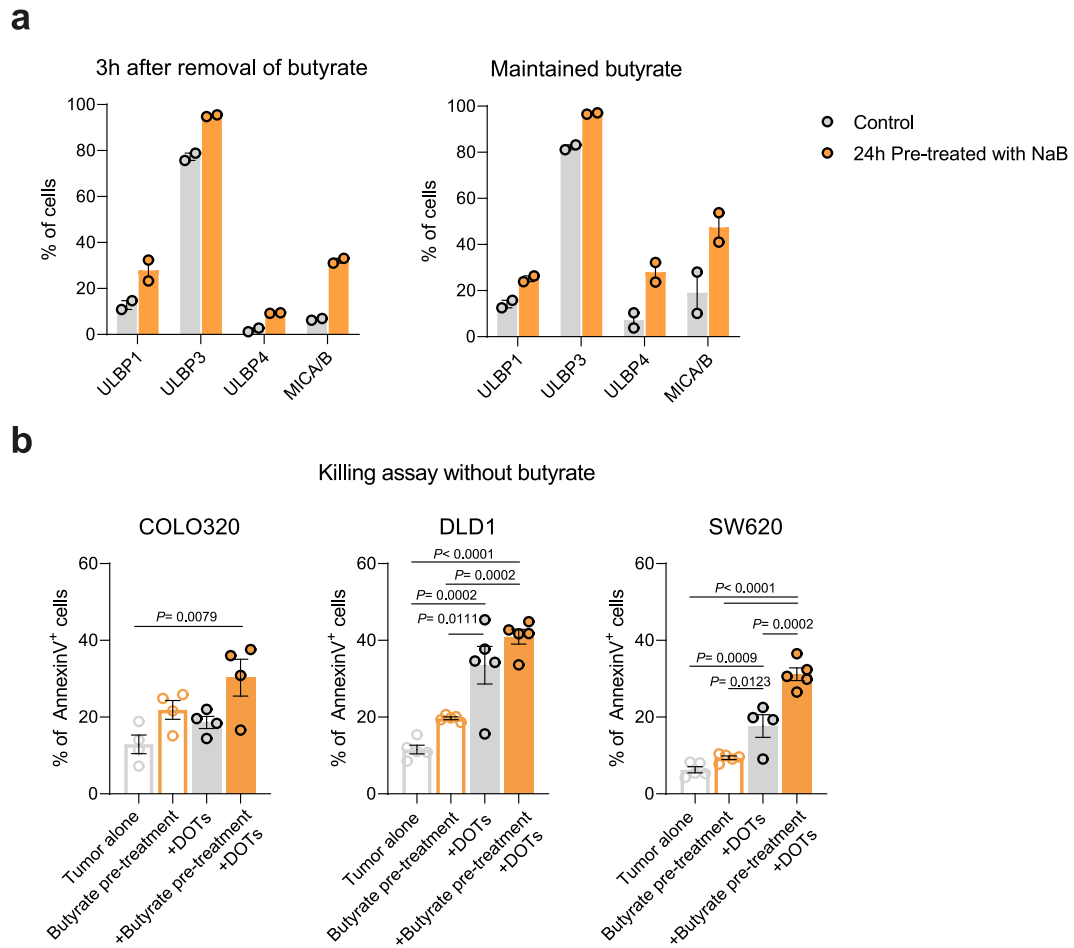 a
3h after removal of butyrate
Maintained butyrate
% of cells
100
80
60
40
20
0
ULBP1
ULBP3
ULBP4
MICA/B
% of cells
100
80
60
40
20
0
ULBP1
ULBP3
ULBP4
MICA/B
Control
24h Pre-treated with NaB
b
Killing assay without butyrate
COLO320
% of AnnexinV+ cells
60
40
20
0
P= 0.0079
Tumor alone
Butyrate pre-treatment
+DOTs
+Butyrate pre-treatment
+DOTs
DLD1
% of AnnexinV+ cells
60
40
20
0
P< 0.0001
P= 0.0002
P= 0.0002
P= 0.0111
Tumor alone
Butyrate pre-treatment
+DOTs
+Butyrate pre-treatment
+DOTs
SW620
% of AnnexinV+ cells
60
40
20
0
P< 0.0001
P= 0.0002
P= 0.0009
P= 0.0123
Tumor alone
Butyrate pre-treatment
+DOTs
+Butyrate pre-treatment
+DOTs